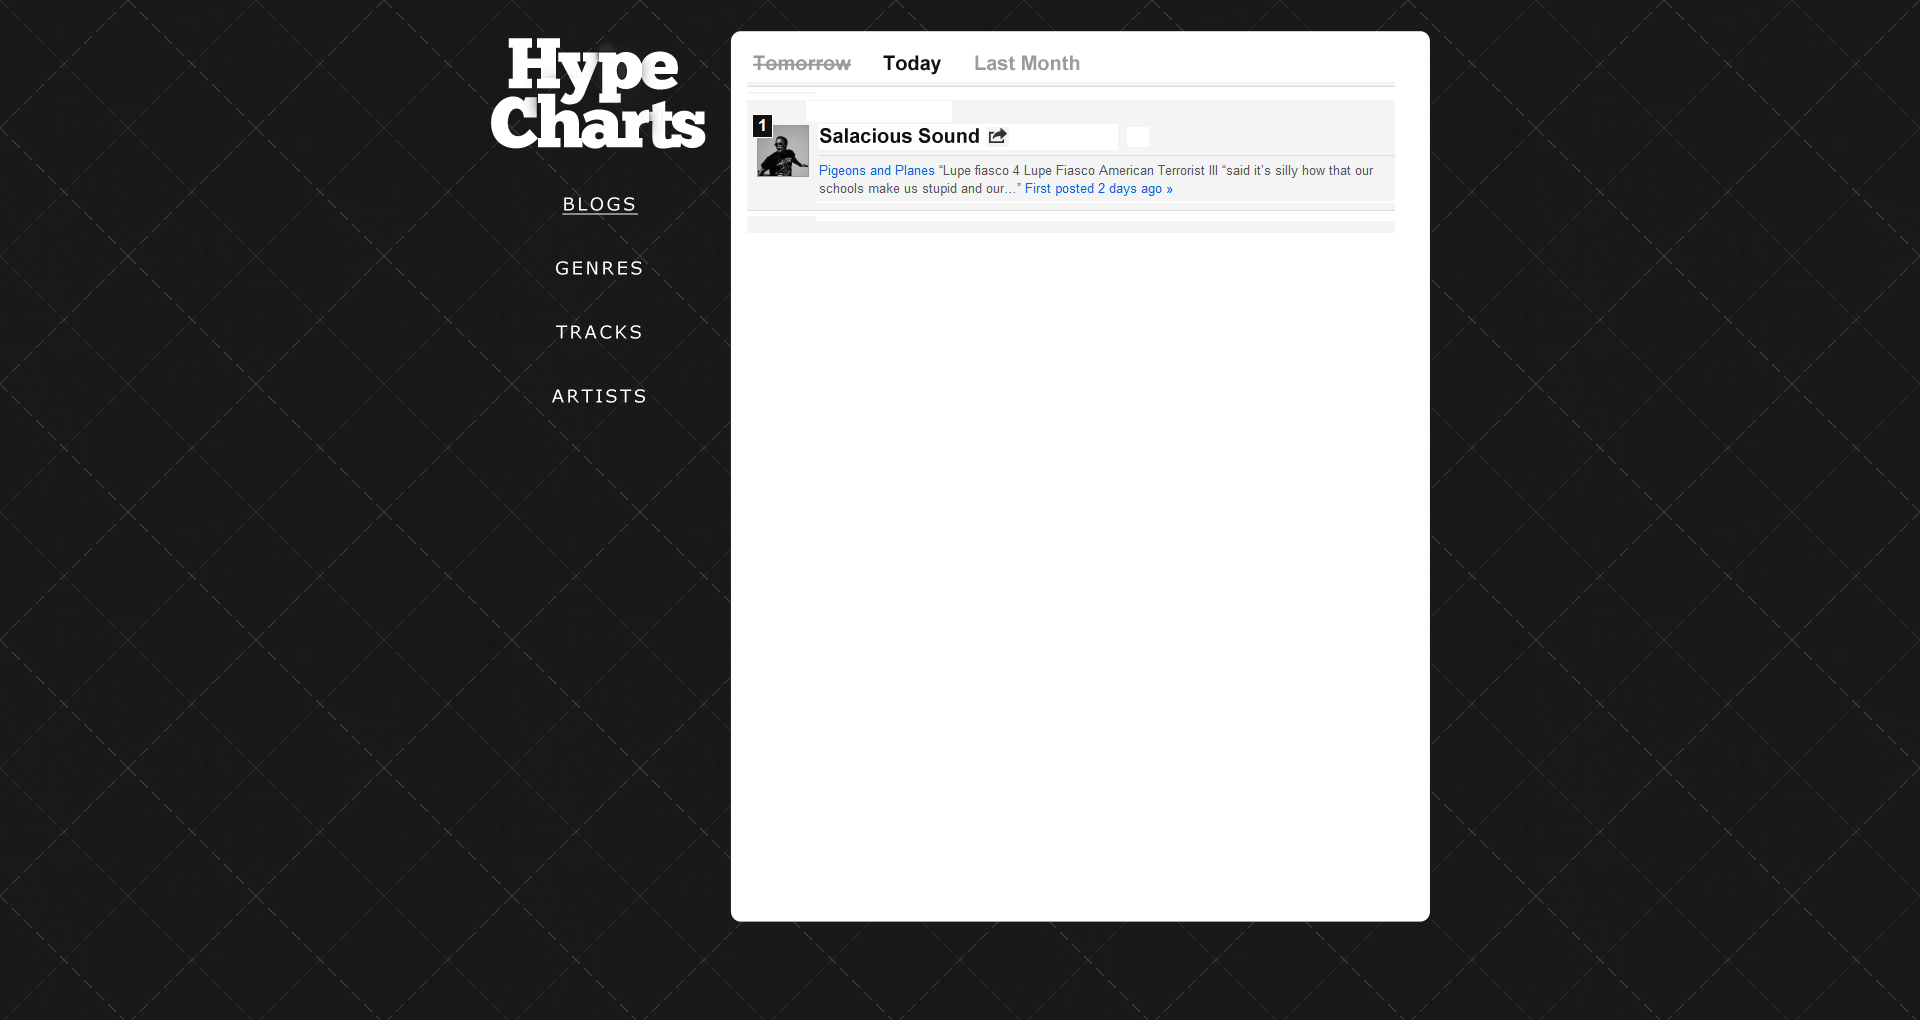 Hype
Charts
BLOGS
GENRES
TRACKS
ARTISTS
Tomorrow Today Last Month
1
Salacious Sound
Pigeons and Planes “Lupe fiasco 4 Lupe Fiasco American Terrorist III “said it’s silly how that our
schools make us stupid and our…” First posted 2 days ago »